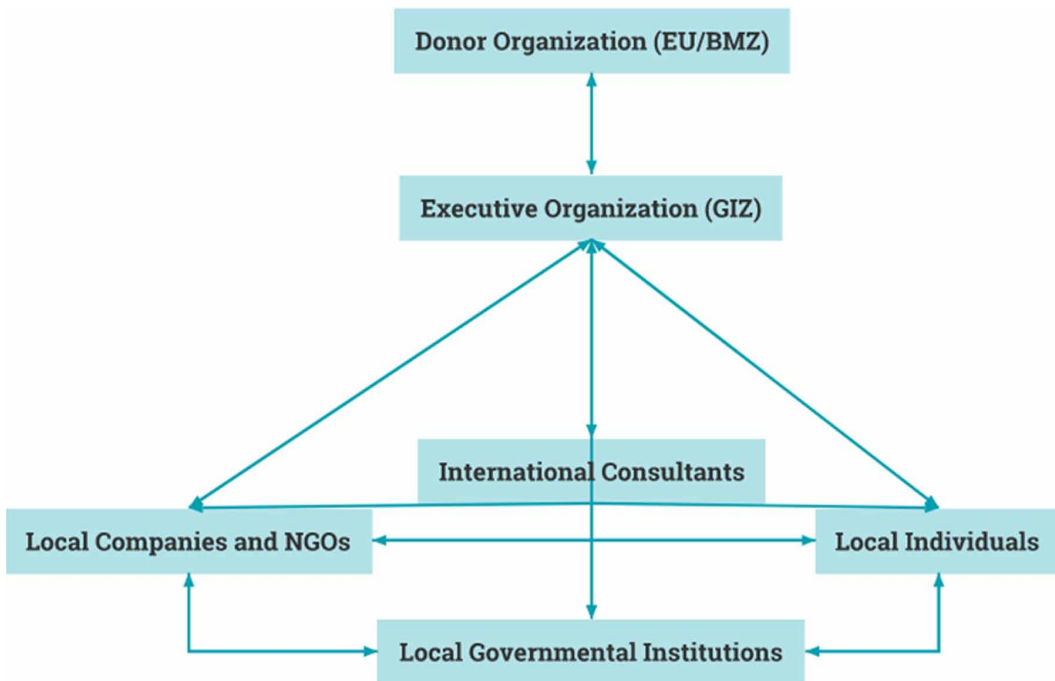 Donor Organization (EU/BMZ)
Executive Organization (GIZ)
International Consultants
Local Companies and NGOs
Local Individuals
Local Governmental Institutions